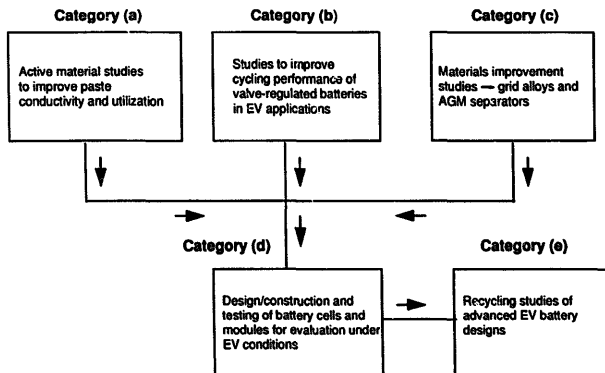 Category (a)
Category (b)
Category (c)
Active material studies
to improve paste
conductivity and utilization
Studies to improve
cycling performance of
valve-regulated batteries
in EV applications
Materials improvement
studies — grid alloys and
AGM separators
Category (d)
Category (e)
Design/construction and
testing of battery cells and
modules for evaluation under
EV conditions
Recycling studies of
advanced EV battery
designs